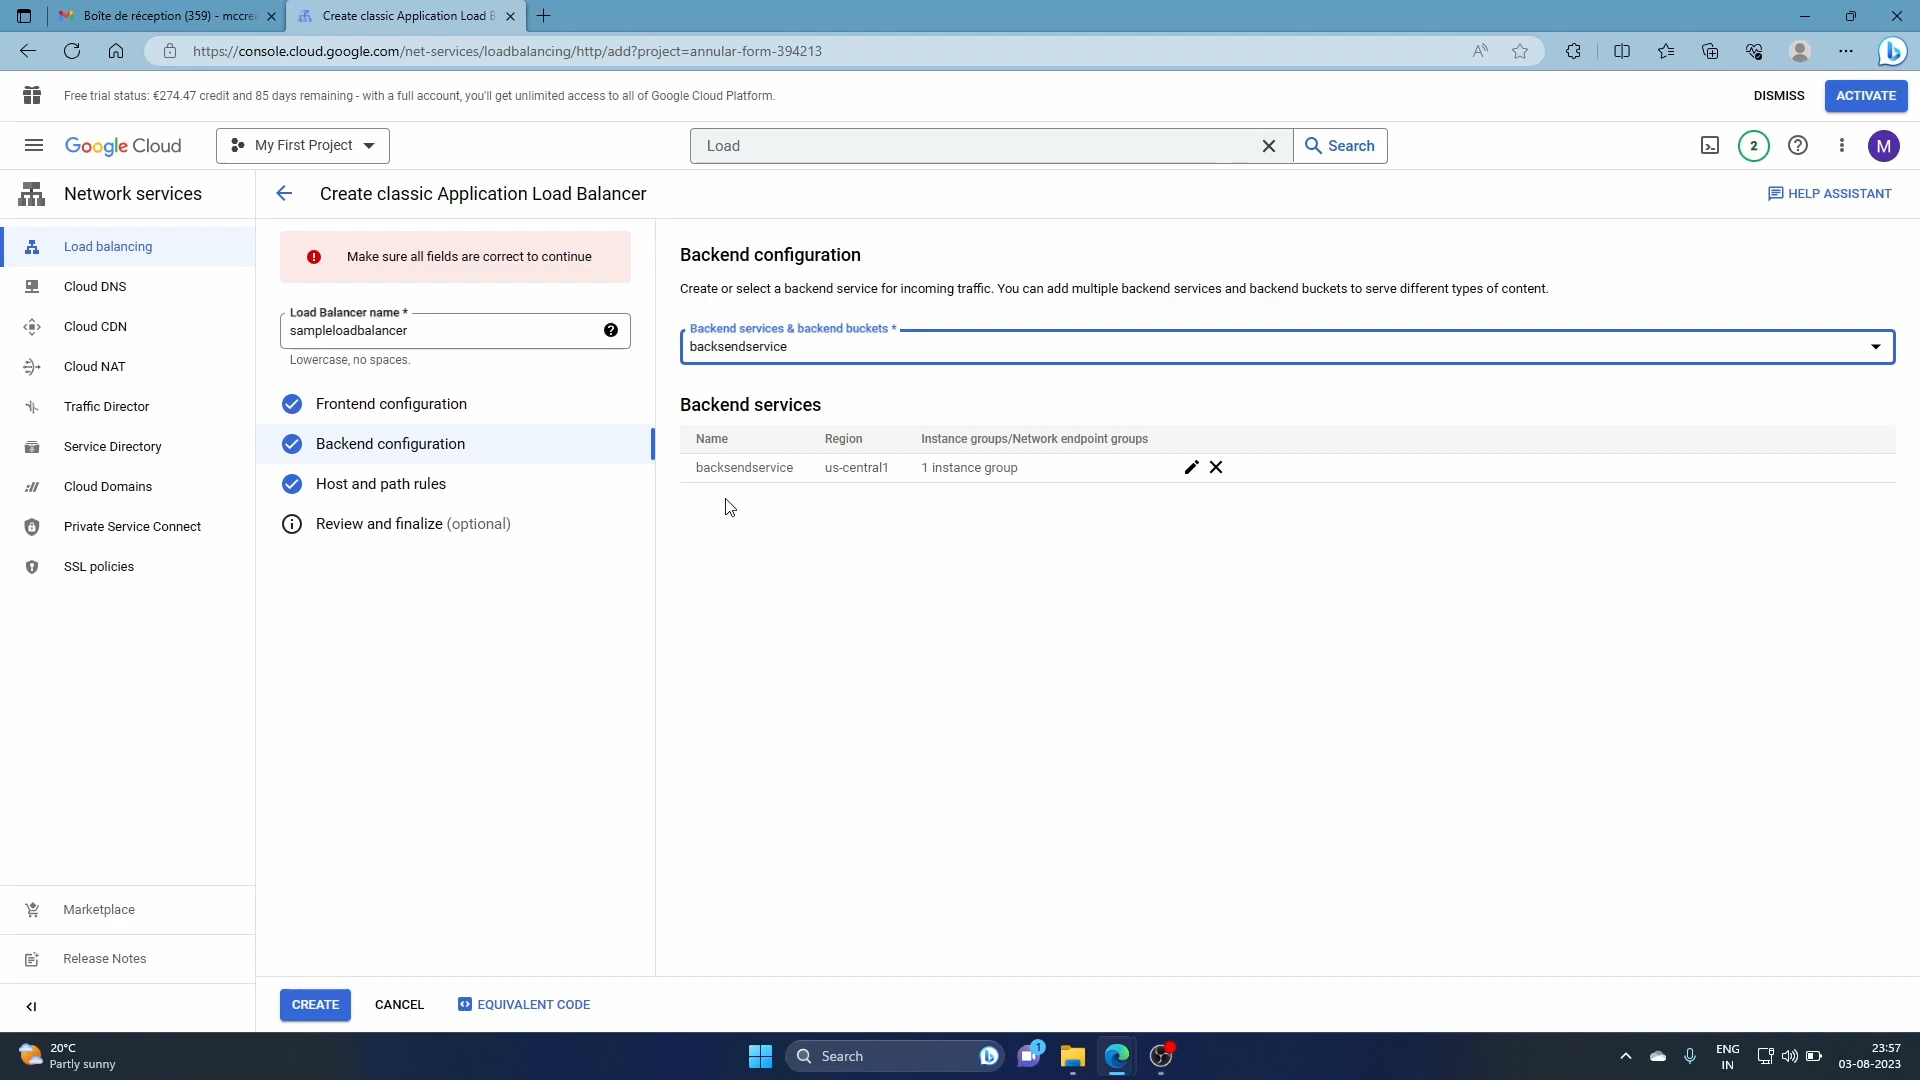 Boîte de réception (359) - mccrea
Create classic Application Load B
https://console.cloud.google.com/net-services/loadbalancing/http/add?project=annular-form-394213
Free trial status: €274.47 credit and 85 days remaining - with a full account, you'll get unlimited access to all of Google Cloud Platform.
DISMISS
ACTIVATE
Google Cloud
My First Project
Load
Search
2
M
Network services
Create classic Application Load Balancer
HELP ASSISTANT
Load balancing
Cloud DNS
Cloud CDN
Cloud NAT
Traffic Director
Service Directory
Cloud Domains
Private Service Connect
SSL policies
Marketplace
Release Notes
Make sure all fields are correct to continue
Load Balancer name *
sampleloadbalancer
Lowercase, no spaces.
Frontend configuration
Backend configuration
Host and path rules
Review and finalize (optional)
Backend configuration
Create or select a backend service for incoming traffic. You can add multiple backend services and backend buckets to serve different types of content.
Backend services & backend buckets *
backsendservice
Backend services
Name Region Instance groups/Network endpoint groups
backsendservice us-central1 1 instance group
CREATE
CANCEL
EQUIVALENT CODE
20°C
Partly sunny
Search
1
ENG
IN
23:57
03-08-2023